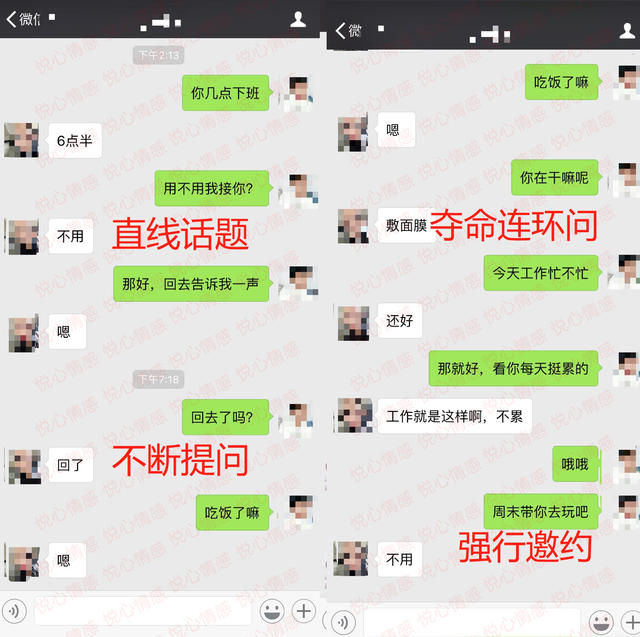 微信
下午2:13
你几点下班
6点半
用不用我接你?
不用
直线话题
那好，回去告诉我一声
嗯
下午7:18
回去了吗?
回了
不断提问
吃饭了嘛
嗯
微
吃饭了嘛
嗯
你在干嘛呢
敷面膜
夺命连环问
今天工作忙不忙
还好
那就好，看你每天挺累的
工作就是这样啊，不累
哦哦
周末带你去玩吧
强行邀约
不用
悦心情感